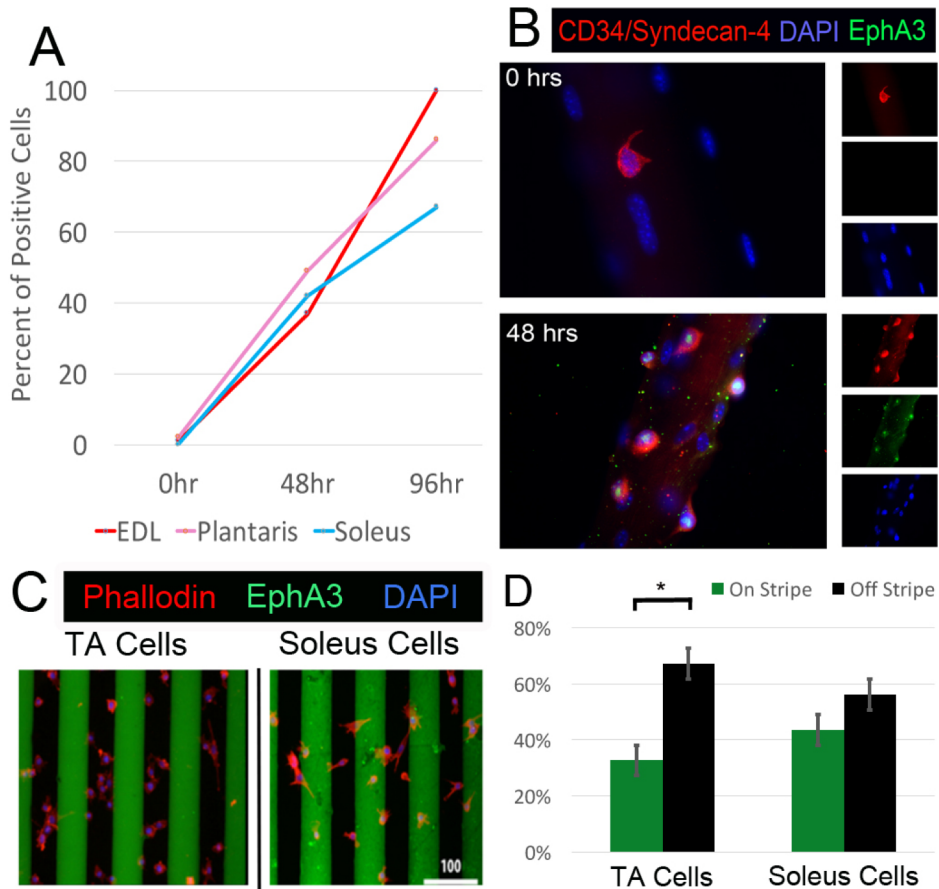 A
Percent of Positive Cells
100
80
60
40
20
0
0hr 48hr 96hr
EDL Plantaris Soleus
B
CD34/Syndecan-4 DAPI EphA3
0 hrs
48 hrs
C
Phallodin EphA3 DAPI
TA Cells Soleus Cells
100
D
On Stripe Off Stripe
*
80%
60%
40%
20%
0%
TA Cells Soleus Cells